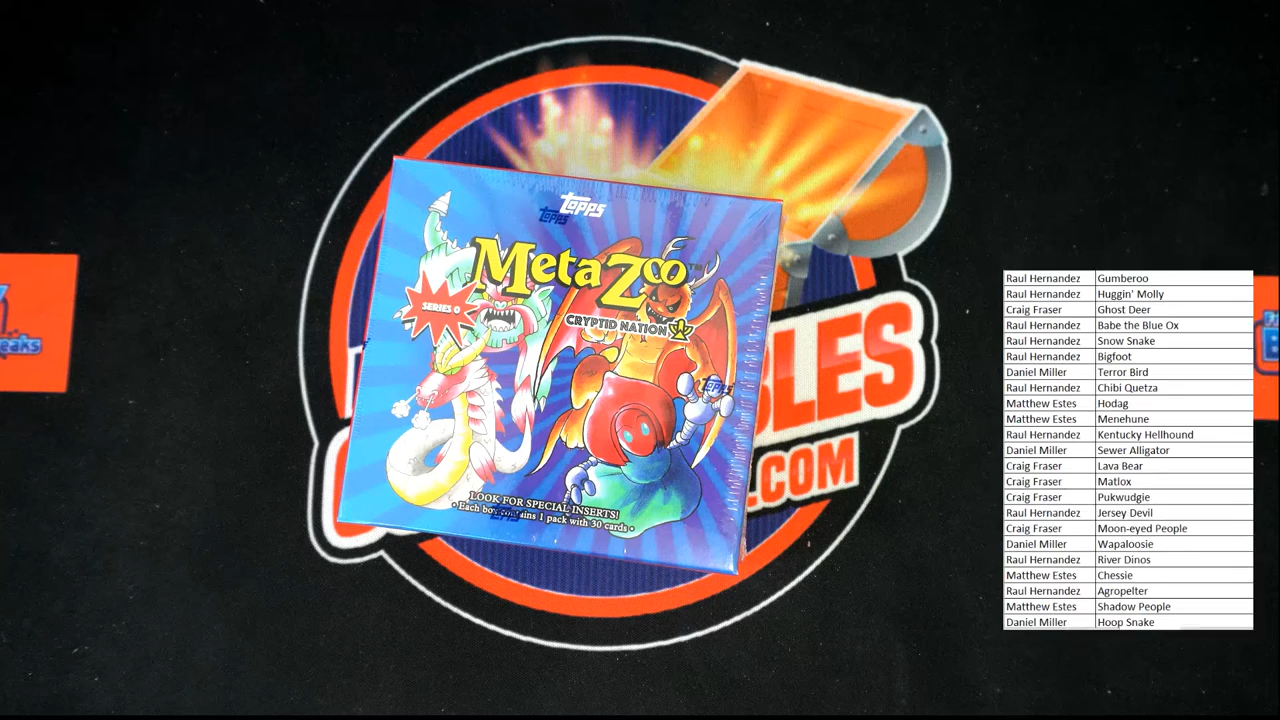 TOPPS
TOPPS
MetaZoo™
SERIES 0
CRYPTID NATION
TOPPS
LOOK FOR SPECIAL INSERTS!
• Each box contains 1 pack with 30 cards •
TOPPS
BLES
.COM
eaks
Raul Hernandez Gumberoo
Raul Hernandez Huggin' Molly
Craig Fraser Ghost Deer
Raul Hernandez Babe the Blue Ox
Raul Hernandez Snow Snake
Raul Hernandez Bigfoot
Daniel Miller Terror Bird
Raul Hernandez Chibi Quetza
Matthew Estes Hodag
Matthew Estes Menehune
Raul Hernandez Kentucky Hellhound
Daniel Miller Sewer Alligator
Craig Fraser Lava Bear
Craig Fraser Matlox
Craig Fraser Pukwudgie
Raul Hernandez Jersey Devil
Craig Fraser Moon-eyed People
Daniel Miller Wapaloosie
Raul Hernandez River Dinos
Matthew Estes Chessie
Raul Hernandez Agropelter
Matthew Estes Shadow People
Daniel Miller Hoop Snake